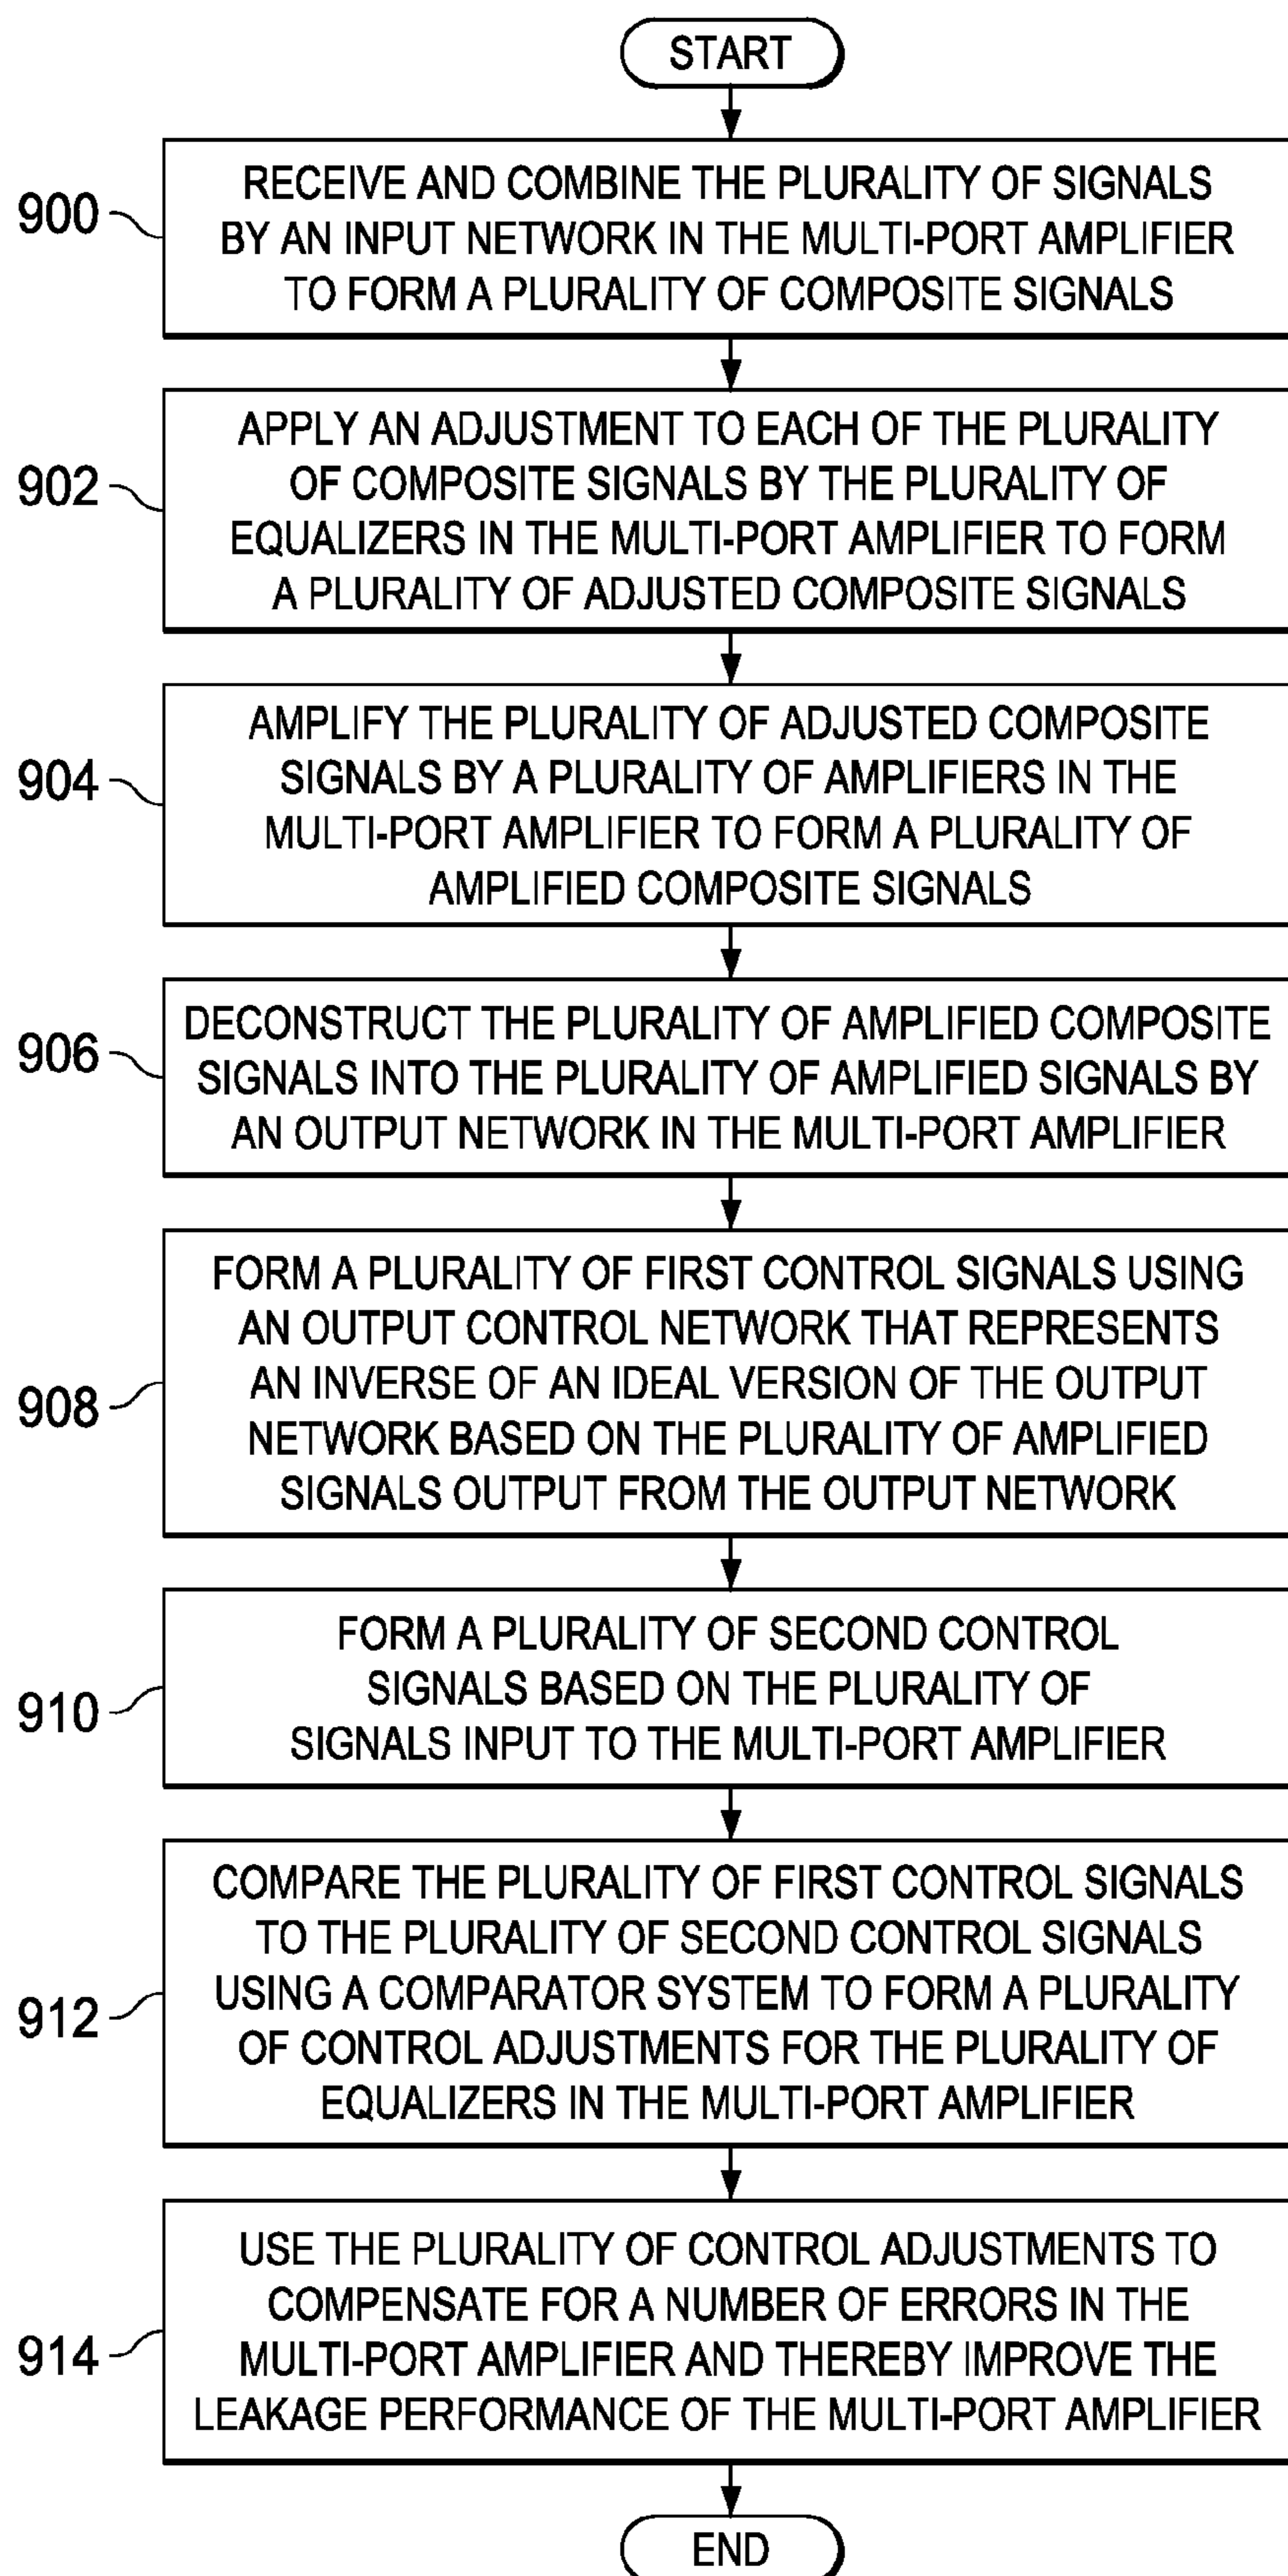 START
900
RECEIVE AND COMBINE THE PLURALITY OF SIGNALS
BY AN INPUT NETWORK IN THE MULTI-PORT AMPLIFIER
TO FORM A PLURALITY OF COMPOSITE SIGNALS
902
APPLY AN ADJUSTMENT TO EACH OF THE PLURALITY
OF COMPOSITE SIGNALS BY THE PLURALITY OF
EQUALIZERS IN THE MULTI-PORT AMPLIFIER TO FORM
A PLURALITY OF ADJUSTED COMPOSITE SIGNALS
904
AMPLIFY THE PLURALITY OF ADJUSTED COMPOSITE
SIGNALS BY A PLURALITY OF AMPLIFIERS IN THE
MULTI-PORT AMPLIFIER TO FORM A PLURALITY OF
AMPLIFIED COMPOSITE SIGNALS
906
DECONSTRUCT THE PLURALITY OF AMPLIFIED COMPOSITE
SIGNALS INTO THE PLURALITY OF AMPLIFIED SIGNALS BY
AN OUTPUT NETWORK IN THE MULTI-PORT AMPLIFIER
908
FORM A PLURALITY OF FIRST CONTROL SIGNALS USING
AN OUTPUT CONTROL NETWORK THAT REPRESENTS
AN INVERSE OF AN IDEAL VERSION OF THE OUTPUT
NETWORK BASED ON THE PLURALITY OF AMPLIFIED
SIGNALS OUTPUT FROM THE OUTPUT NETWORK
910
FORM A PLURALITY OF SECOND CONTROL
SIGNALS BASED ON THE PLURALITY OF
SIGNALS INPUT TO THE MULTI-PORT AMPLIFIER
912
COMPARE THE PLURALITY OF FIRST CONTROL SIGNALS
TO THE PLURALITY OF SECOND CONTROL SIGNALS
USING A COMPARATOR SYSTEM TO FORM A PLURALITY
OF CONTROL ADJUSTMENTS FOR THE PLURALITY OF
EQUALIZERS IN THE MULTI-PORT AMPLIFIER
914
USE THE PLURALITY OF CONTROL ADJUSTMENTS TO
COMPENSATE FOR A NUMBER OF ERRORS IN THE
MULTI-PORT AMPLIFIER AND THEREBY IMPROVE THE
LEAKAGE PERFORMANCE OF THE MULTI-PORT AMPLIFIER
END